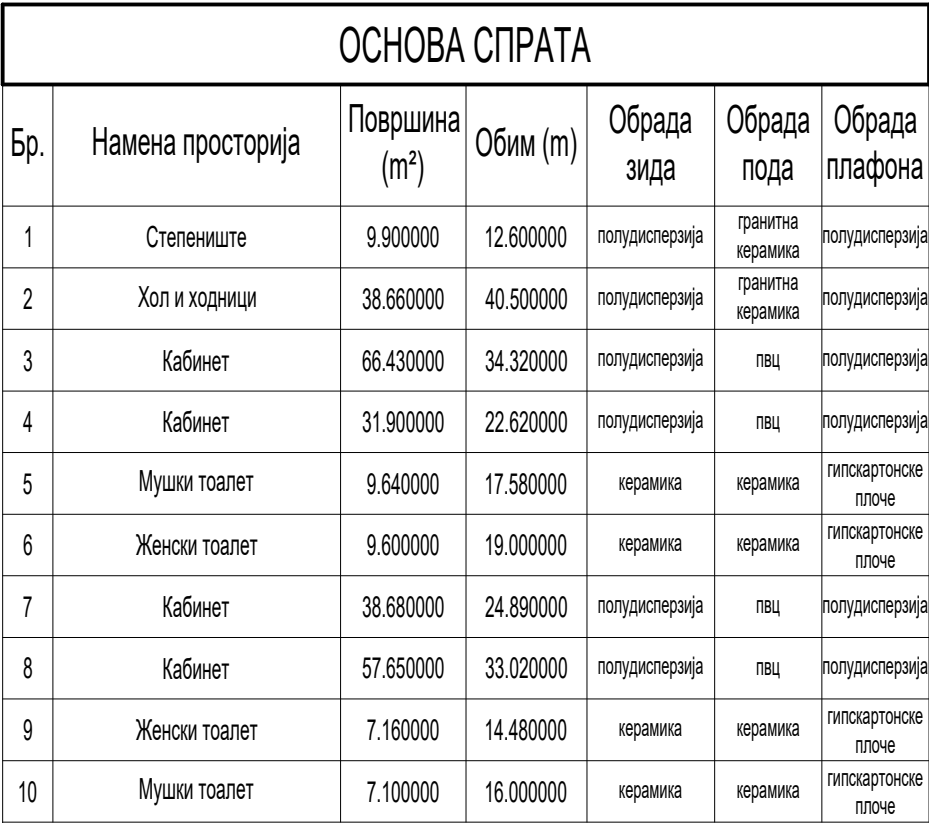 ОСНОВА СПРАТА
Бр. Намена просторија Површина (m²) Обим (m) Обрада зида Обрада пода Обрада плафона
1 Степениште 9.900000 12.600000 полудисперзија гранитна керамика полудисперзија
2 Хол и ходници 38.660000 40.500000 полудисперзија гранитна керамика полудисперзија
3 Кабинет 66.430000 34.320000 полудисперзија пвц полудисперзија
4 Кабинет 31.900000 22.620000 полудисперзија пвц полудисперзија
5 Мушки тоалет 9.640000 17.580000 керамика керамика гипскартонске плоче
6 Женски тоалет 9.600000 19.000000 керамика керамика гипскартонске плоче
7 Кабинет 38.680000 24.890000 полудисперзија пвц полудисперзија
8 Кабинет 57.650000 33.020000 полудисперзија пвц полудисперзија
9 Женски тоалет 7.160000 14.480000 керамика керамика гипскартонске плоче
10 Мушки тоалет 7.100000 16.000000 керамика керамика гипскартонске плоче